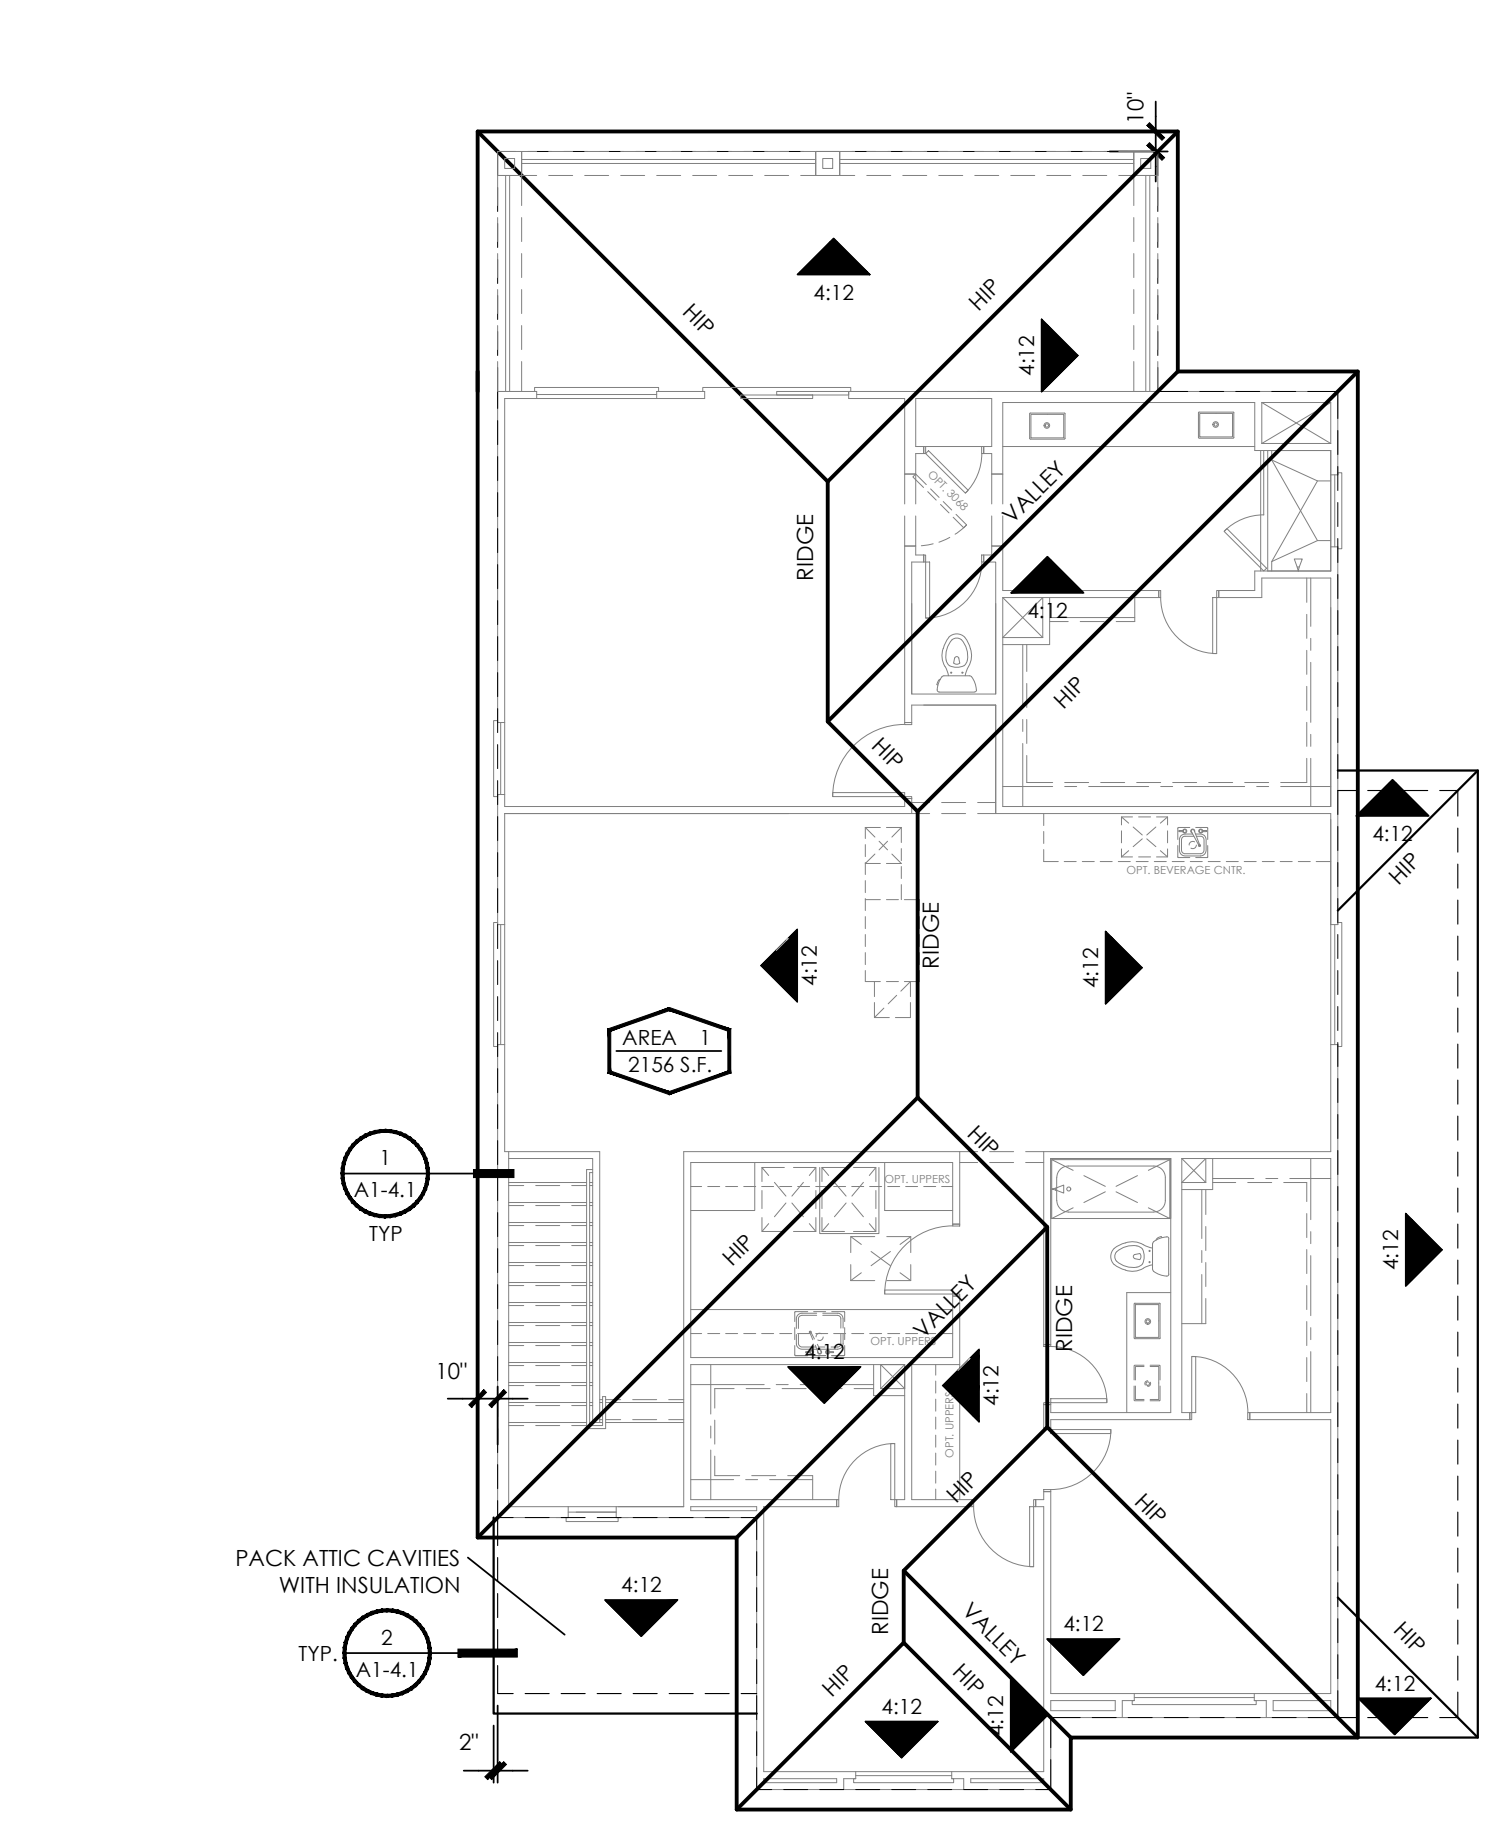 10"
4:12
HIP
HIP
4:12
OPT. 3068
VALLEY
RIDGE
4:12
HIP
HIP
4:12
HIP
OPT. BEVERAGE CNTR.
RIDGE
4:12
4:12
AREA 1
2156 S.F.
1
A1-4.1
TYP
HIP
OPT. UPPERS
HIP
4:12
VALLEY
RIDGE
OPT. UPPERS
4:12
10"
4:12
OPT. UPPERS
HIP
HIP
PACK ATTIC CAVITIES
WITH INSULATION
4:12
RIDGE
VALLEY
4:12
HIP
2
TYP.
A1-4.1
HIP
HIP
4:12
4:12
4:12
2"